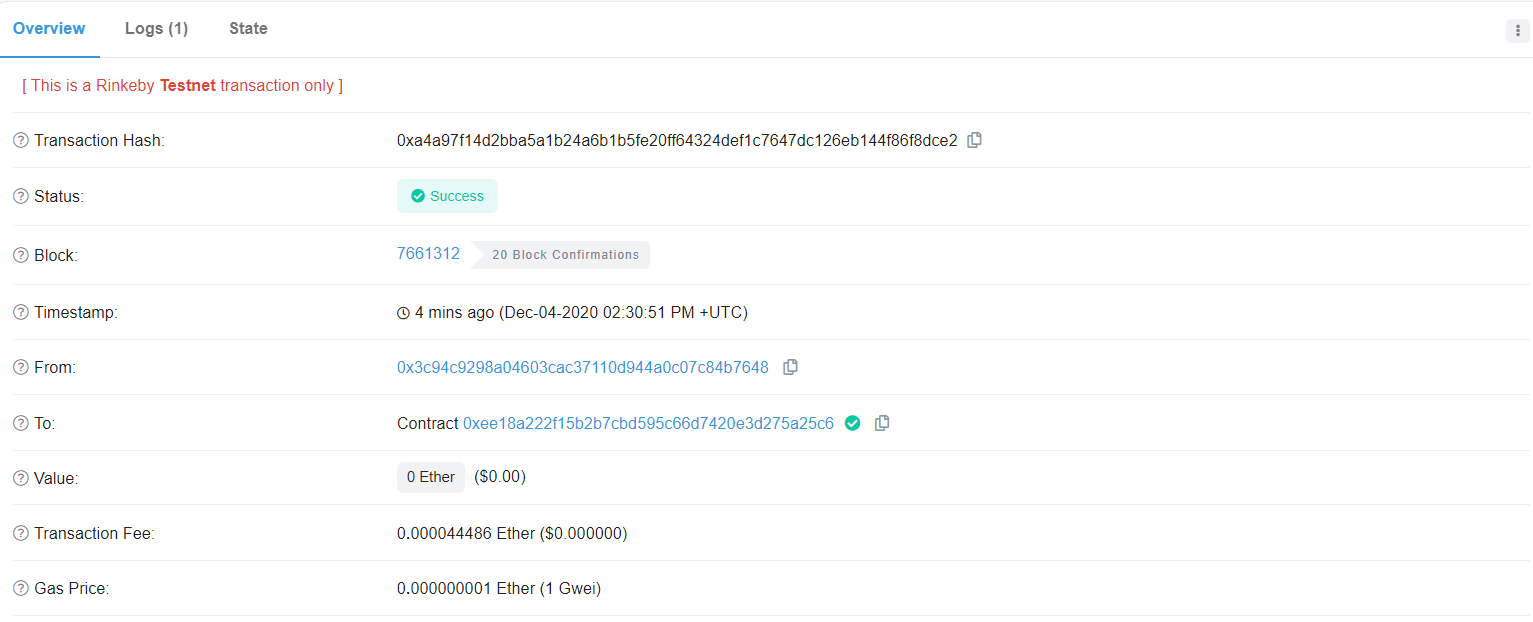 Overview Logs (1) State
[ This is a Rinkeby Testnet transaction only ]
Transaction Hash: 0xa4a97f14d2bba5a1b24a6b1b5fe20ff64324def1c7647dc126eb144f86f8dce2
Status: Success
Block: 7661312 20 Block Confirmations
Timestamp: 4 mins ago (Dec-04-2020 02:30:51 PM +UTC)
From: 0x3c94c9298a04603cac37110d944a0c07c84b7648
To: Contract 0xee18a222f15b2b7cbd595c66d7420e3d275a25c6
Value: 0 Ether ($0.00)
Transaction Fee: 0.000044486 Ether ($0.000000)
Gas Price: 0.000000001 Ether (1 Gwei)